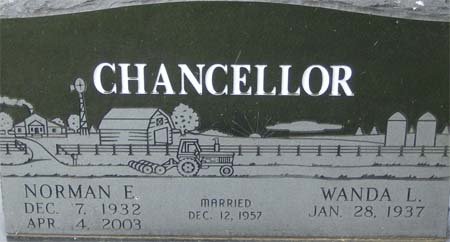 CHANCELLOR
NORMAN E.
DEC. 7, 1932
APR. 4, 2003
MARRIED
DEC. 12, 1957
WANDA L.
JAN. 28, 1937